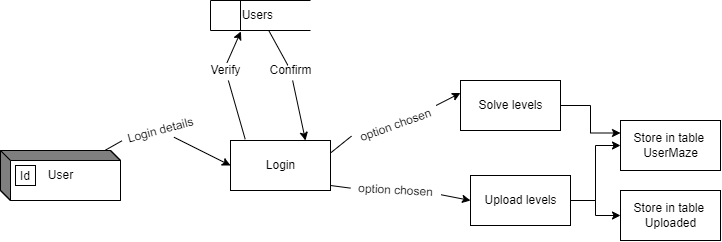 Users
Verify
Confirm
Login details
Id
User
Login
option chosen
option chosen
Solve levels
Upload levels
Store in table
UserMaze
Store in table
Uploaded